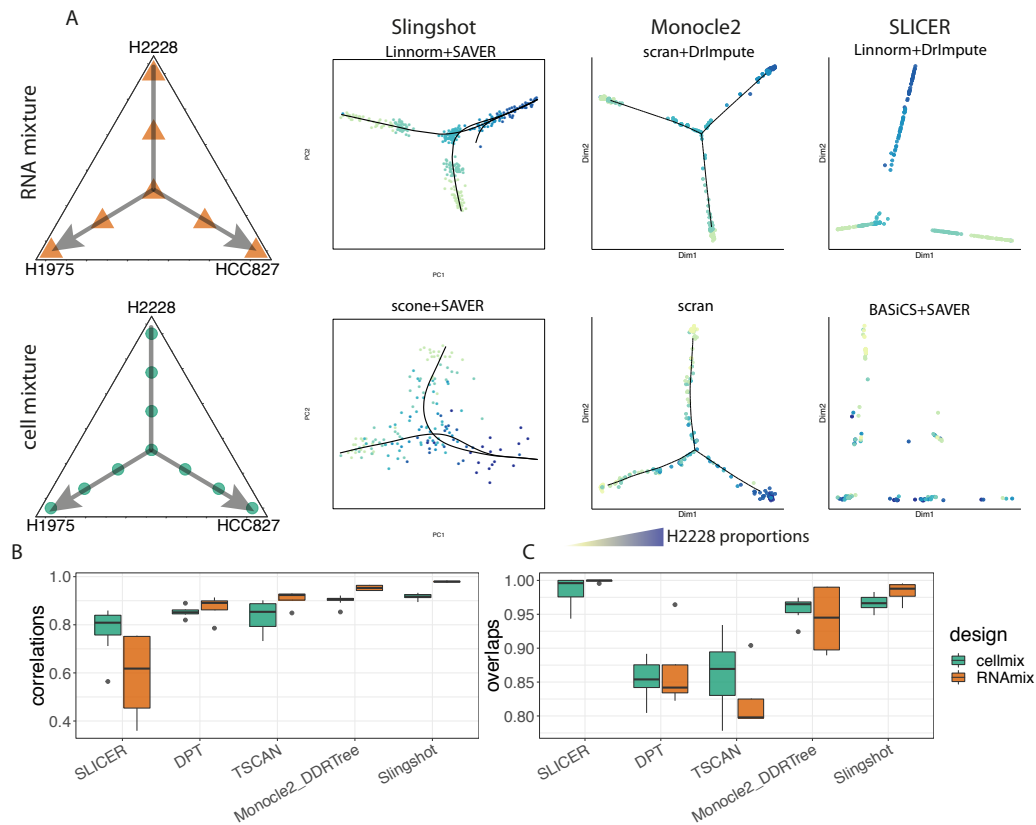 A
Slingshot
Monocle2
SLICER
H2228
Linnorm+SAVER
scran+DrImpute
Linnorm+DrImpute
RNA mixture
PC2
Dim2
Dim2
H1975
HCC827
PC1
Dim1
Dim1
H2228
scone+SAVER
scran
BASiCS+SAVER
cell mixture
PC2
Dim2
Dim2
H1975
HCC827
PC1
Dim1
Dim1
H2228 proportions
B
C
correlations
1.0
0.8
0.6
0.4
SLICER
DPT
TSCAN
Monocle2_DDRTree
Slingshot
overlaps
1.00
0.95
0.90
0.85
0.80
SLICER
DPT
TSCAN
Monocle2_DDRTree
Slingshot
design
cellmix
RNAmix